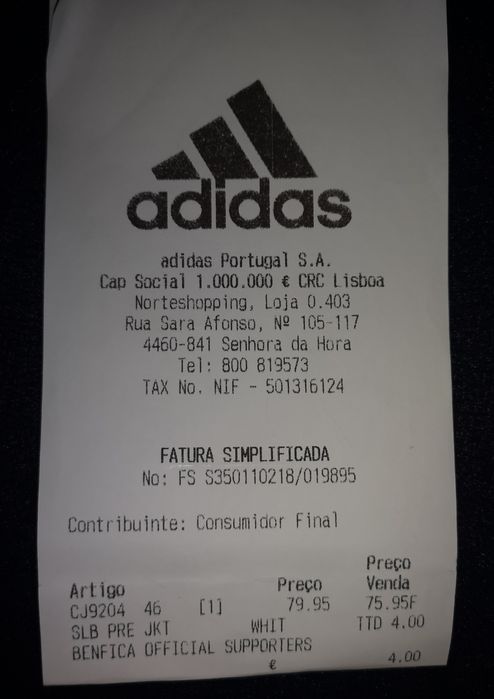 adidas
adidas Portugal S.A.
Cap Social 1.000.000 € CRC Lisboa
Norteshopping, Loja 0.403
Rua Sara Afonso, Nº 105-117
4460-841 Senhora da Hora
Tel: 800 819573
TAX No. NIF - 501316124
FATURA SIMPLIFICADA
No: FS S350110218/019895
Contribuinte: Consumidor Final
Preço
Artigo Preço Venda
CJ9204 46 [1] 79.95 75.95F
SLB PRE JKT WHIT TTD 4.00
BENFICA OFFICIAL SUPPORTERS
€ 4.00